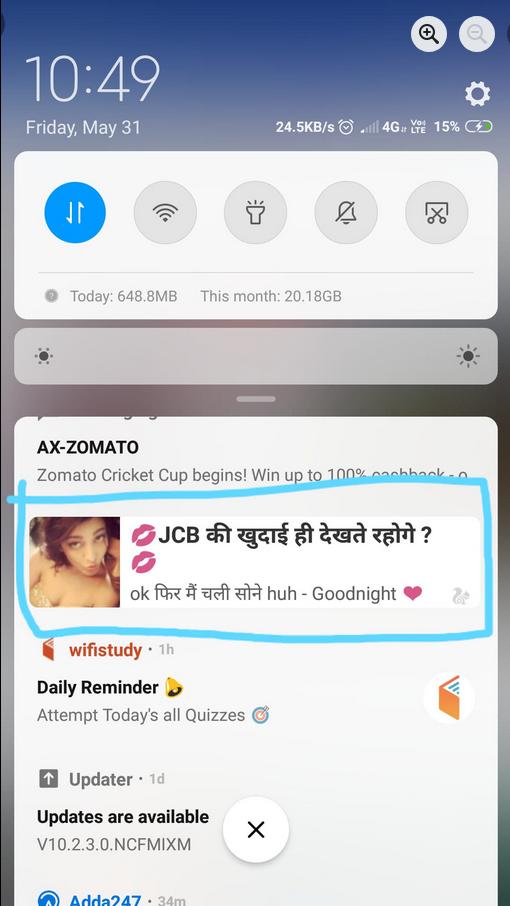 10:49
Friday, May 31
24.5KB/s 4G VoLTE 15%
Today: 648.8MB This month: 20.18GB
AX-ZOMATO
Zomato Cricket Cup begins! Win up to 100% cashback - o
💋JCB की खुदाई ही देखते रहोगे ?
💋
ok फिर मैं चली सोने huh - Goodnight ❤
wifistudy · 1h
Daily Reminder 🔔
Attempt Today's all Quizzes 🎯
Updater · 1d
Updates are available
V10.2.3.0.NCFMIXM
Adda247 · 34m